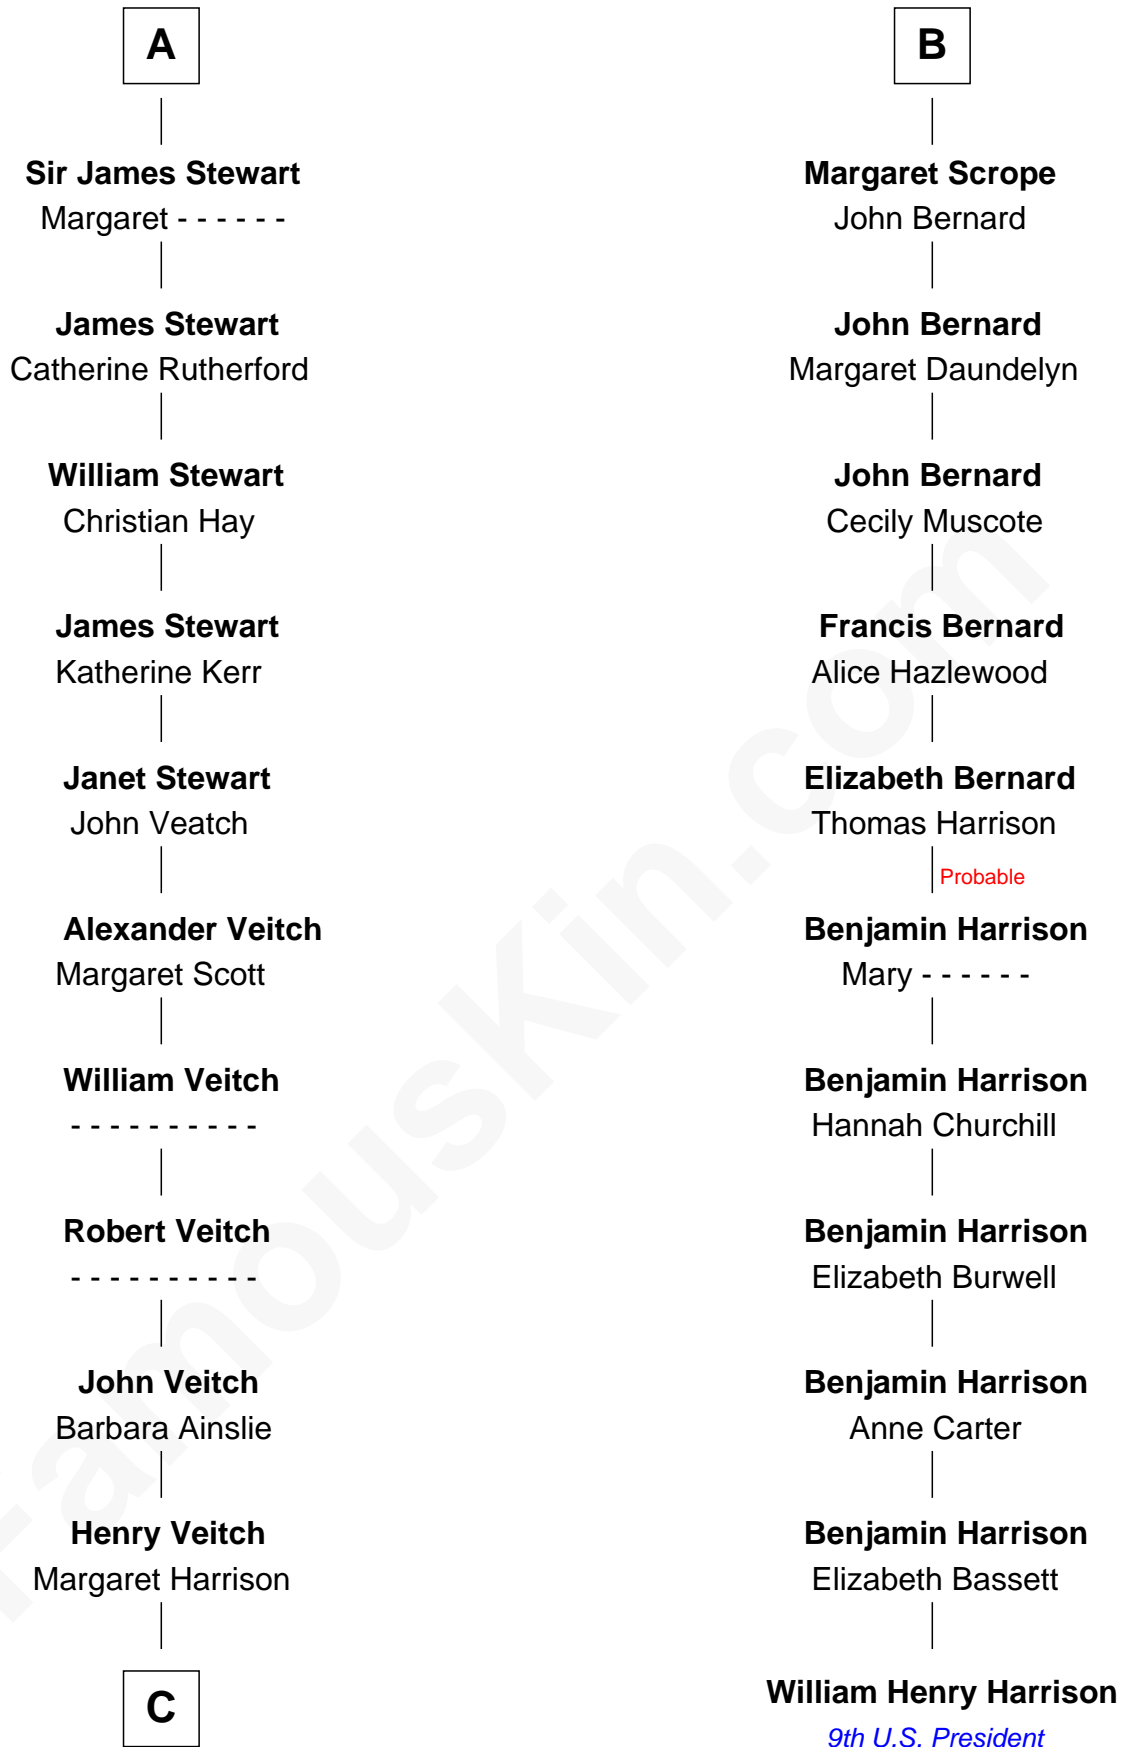 A
Sir James Stewart
Margaret - - - - - -
James Stewart
Catherine Rutherford
William Stewart
Christian Hay
James Stewart
Katherine Kerr
Janet Stewart
John Veatch
Alexander Veitch
Margaret Scott
William Veitch
- - - - - - - - - -
Robert Veitch
- - - - - - - - - -
John Veitch
Barbara Ainslie
Henry Veitch
Margaret Harrison
C
B
Margaret Scrope
John Bernard
John Bernard
Margaret Daundelyn
John Bernard
Cecily Muscote
Francis Bernard
Alice Hazlewood
Elizabeth Bernard
Thomas Harrison
Probable
Benjamin Harrison
Mary - - - - - -
Benjamin Harrison
Hannah Churchill
Benjamin Harrison
Elizabeth Burwell
Benjamin Harrison
Anne Carter
Benjamin Harrison
Elizabeth Bassett
William Henry Harrison
9th U.S. President
FamousKin.com